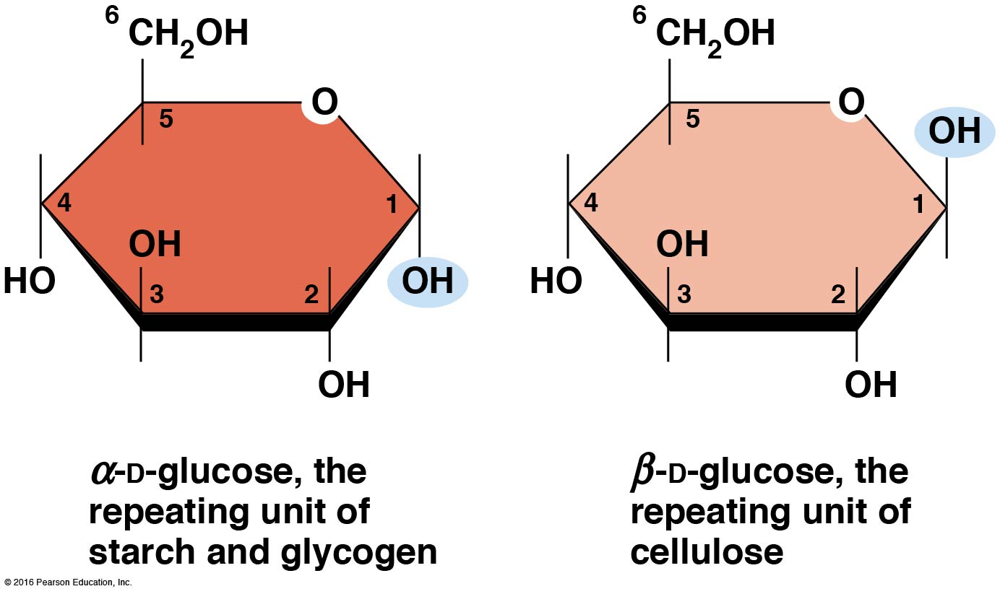 6 CH₂OH
O
5
4
1
OH
3
2
HO
OH
OH
6 CH₂OH
O
OH
5
4
1
OH
3
2
HO
OH
α-D-glucose, the
repeating unit of
starch and glycogen
β-D-glucose, the
repeating unit of
cellulose
© 2016 Pearson Education, Inc.